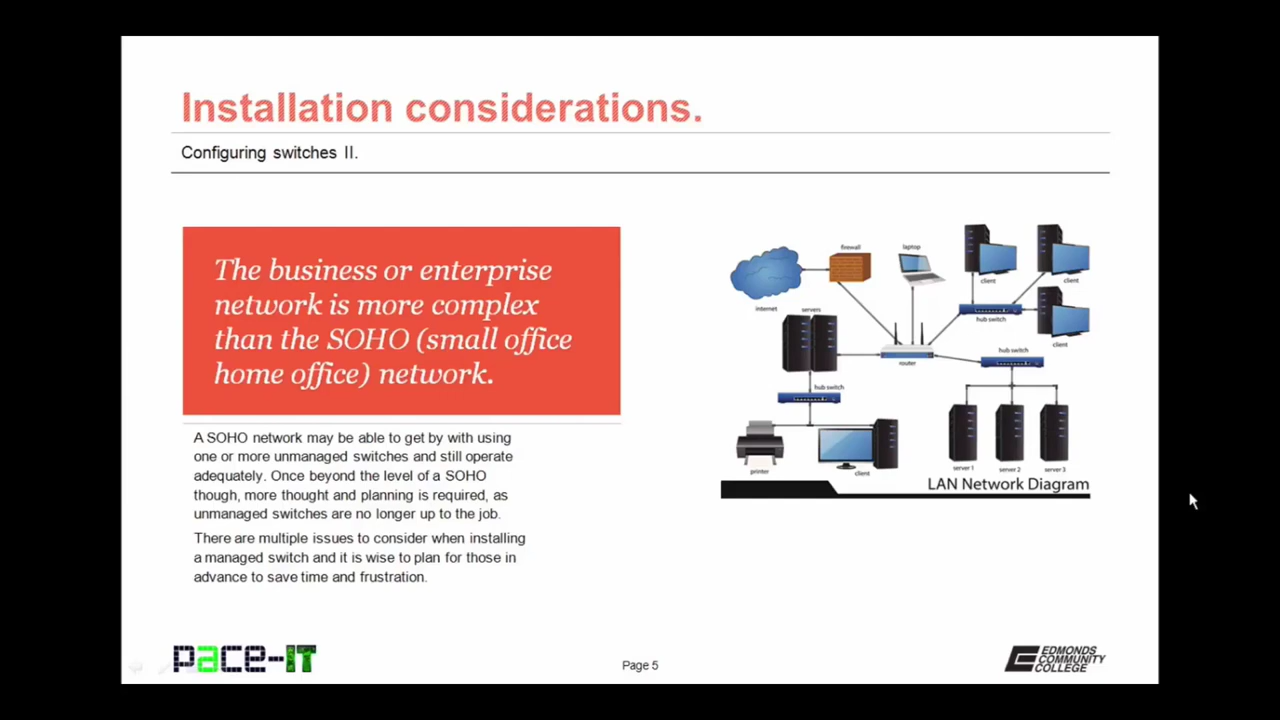 Installation considerations.
Configuring switches II.
The business or enterprise
network is more complex
than the SOHO (small office
home office) network.
A SOHO network may be able to get by with using
one or more unmanaged switches and still operate
adequately. Once beyond the level of a SOHO
though, more thought and planning is required, as
unmanaged switches are no longer up to the job.
There are multiple issues to consider when installing
a managed switch and it is wise to plan for those in
advance to save time and frustration.
firewall
laptop
client
client
internet
servers
hub switch
client
router
hub switch
hub switch
printer
client
server 1
server 2
server 3
LAN Network Diagram
pace-IT
Page 5
EDMONDS
COMMUNITY
COLLEGE